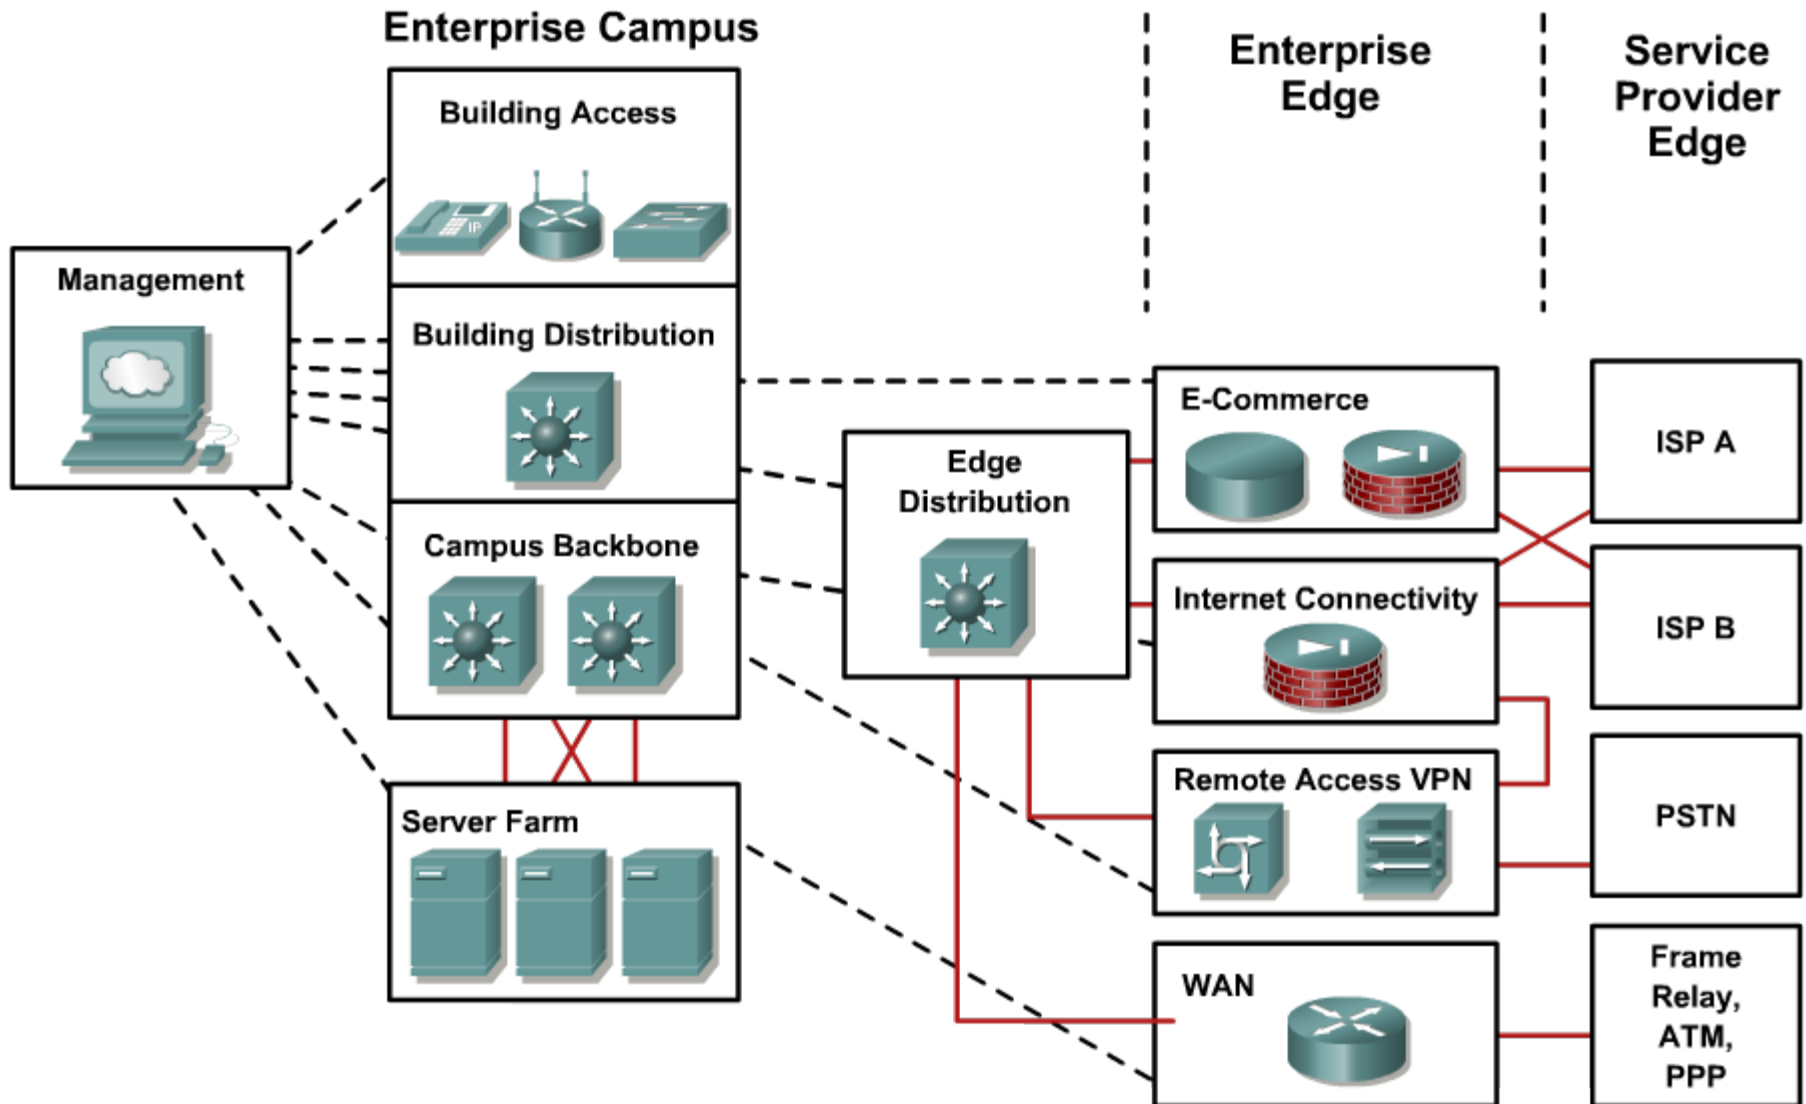 Enterprise Campus
Enterprise
Edge
Service
Provider
Edge
Building Access
IP
Management
Building Distribution
E-Commerce
ISP A
Edge
Distribution
Campus Backbone
Internet Connectivity
ISP B
Remote Access VPN
PSTN
Server Farm
WAN
Frame
Relay,
ATM,
PPP